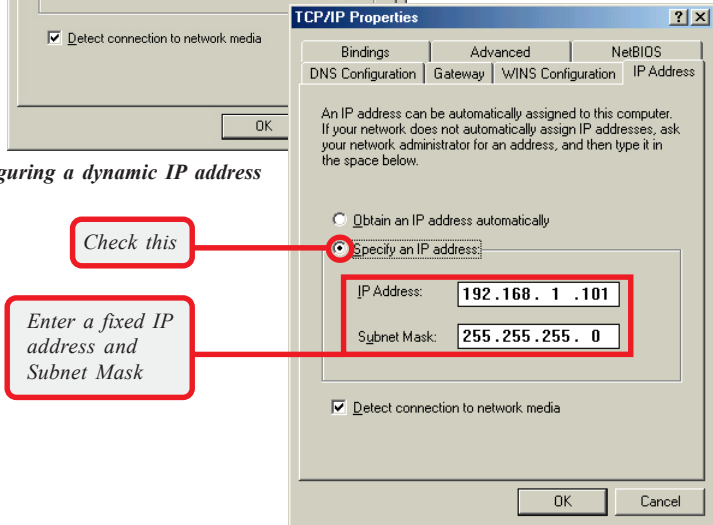 Detect connection to network media
OK
guring a dynamic IP address
Check this
Enter a fixed IP
address and
Subnet Mask
TCP/IP Properties
Bindings
Advanced
NetBIOS
DNS Configuration
Gateway
WINS Configuration
IP Address
An IP address can be automatically assigned to this computer.
If your network does not automatically assign IP addresses, ask
your network administrator for an address, and then type it in
the space below.
Obtain an IP address automatically
Specify an IP address:
IP Address:
192.168. 1 .101
Subnet Mask:
255.255.255. 0
Detect connection to network media
OK
Cancel